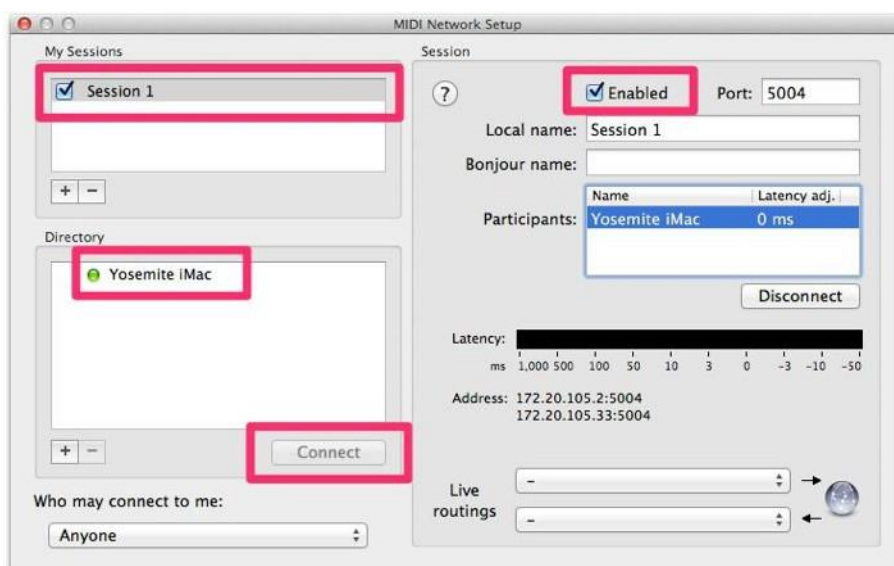 MIDI Network Setup
My Sessions
Session 1
+ −
Directory
Yosemite iMac
+ −
Connect
Who may connect to me:
Anyone
Session
?
Enabled
Port: 5004
Local name: Session 1
Bonjour name:
Participants:
Name Latency adj.
Yosemite iMac 0 ms
Disconnect
Latency:
ms 1,000 500 100 50 10 3 0 -3 -10 -50
Address: 172.20.105.2:5004
172.20.105.33:5004
Live
routings
-
-